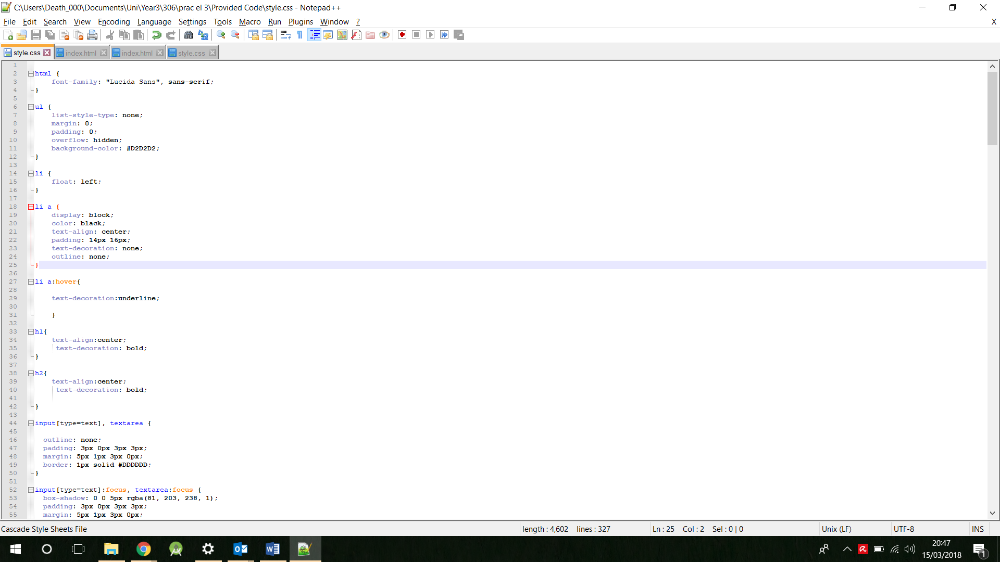 C:\Users\Death_000\Documents\Uni\Year3\306\prac el 3\Provided Code\style.css - Notepad++
File Edit Search View Encoding Language Settings Tools Macro Run Plugins Window ? X
style.css index.html index.html style.css
1
2 html {
3 font-family: "Lucida Sans", sans-serif;
4 }
5
6 ul {
7 list-style-type: none;
8 margin: 0;
9 padding: 0;
10 overflow: hidden;
11 background-color: #D2D2D2;
12 }
13
14 li {
15 float: left;
16 }
17
18 li a {
19 display: block;
20 color: black;
21 text-align: center;
22 padding: 14px 16px;
23 text-decoration: none;
24 outline: none;
25 }
26
27 li a:hover{
28
29 text-decoration:underline;
30
31 }
32
33 h1{
34 text-align:center;
35 text-decoration: bold;
36 }
37
38 h2{
39 text-align:center;
40 text-decoration: bold;
41
42 }
43
44 input[type=text], textarea {
45
46 outline: none;
47 padding: 3px 0px 3px 3px;
48 margin: 5px 1px 3px 0px;
49 border: 1px solid #DDDDDD;
50 }
51
52 input[type=text]:focus, textarea:focus {
53 box-shadow: 0 0 5px rgba(81, 203, 238, 1);
54 padding: 3px 0px 3px 3px;
55 margin: 5px 1px 3px 0px;
Cascade Style Sheets File length : 4,602 lines : 327 Ln : 25 Col : 2 Sel : 0 | 0 Unix (LF) UTF-8 INS
20:47
15/03/2018
1